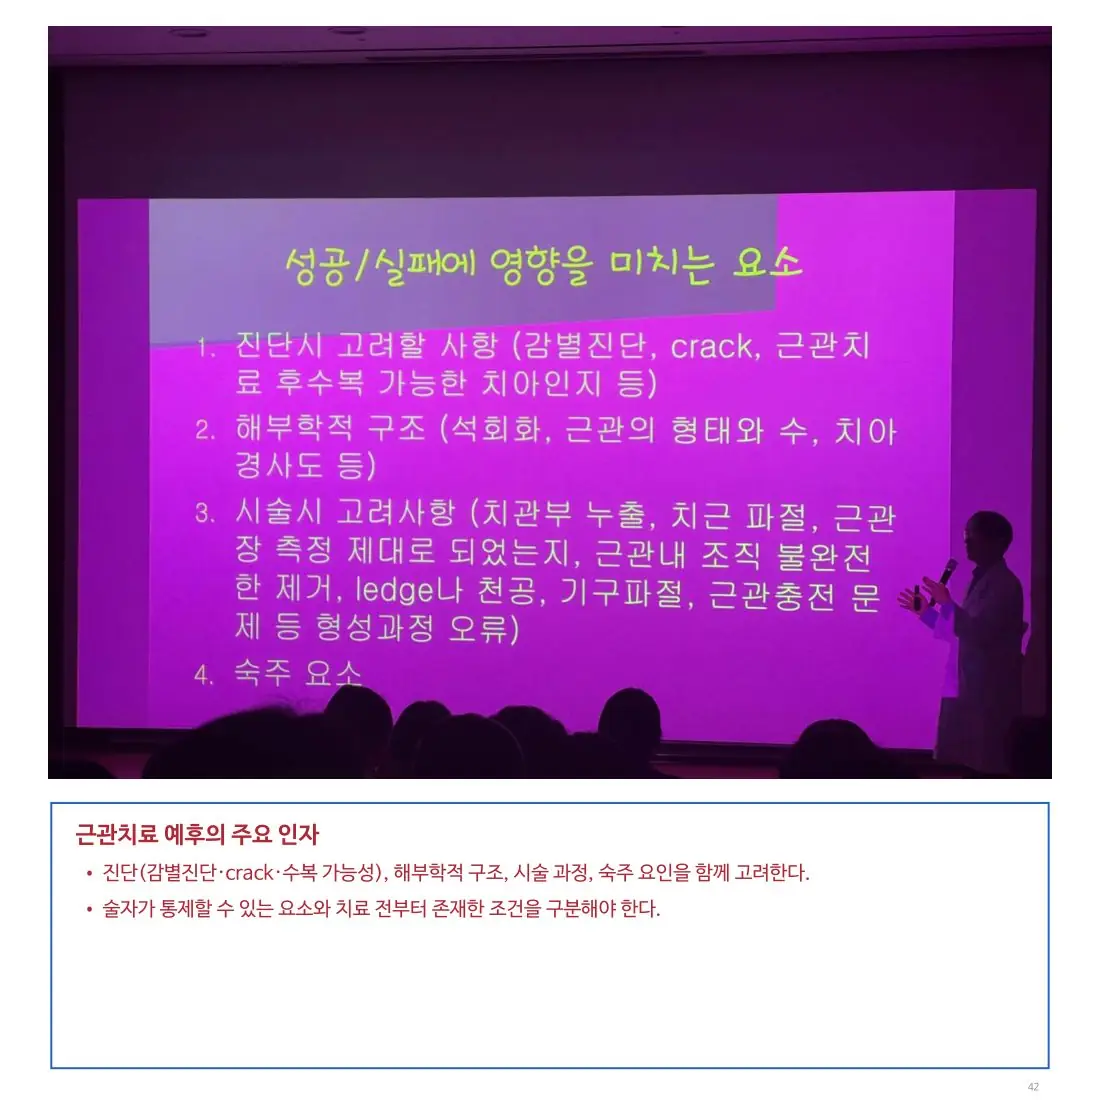 성공/실패에 영향을 미치는 요소
1. 진단시 고려할 사항 (감별진단, crack, 근관치
료 후수복 가능한 치아인지 등)
2. 해부학적 구조 (석회화, 근관의 형태와 수, 치아
경사도 등)
3. 시술시 고려사항 (치관부 누출, 치근 파절, 근관
장 측정 제대로 되었는지, 근관내 조직 불완전
한 제거, ledge나 천공, 기구파절, 근관충전 문
제 등 형성과정 오류)
4. 숙주 요소
근관치료 예후의 주요 인자
• 진단(감별진단·crack·수복 가능성), 해부학적 구조, 시술 과정, 숙주 요인을 함께 고려한다.
• 술자가 통제할 수 있는 요소와 치료 전부터 존재한 조건을 구분해야 한다.
42